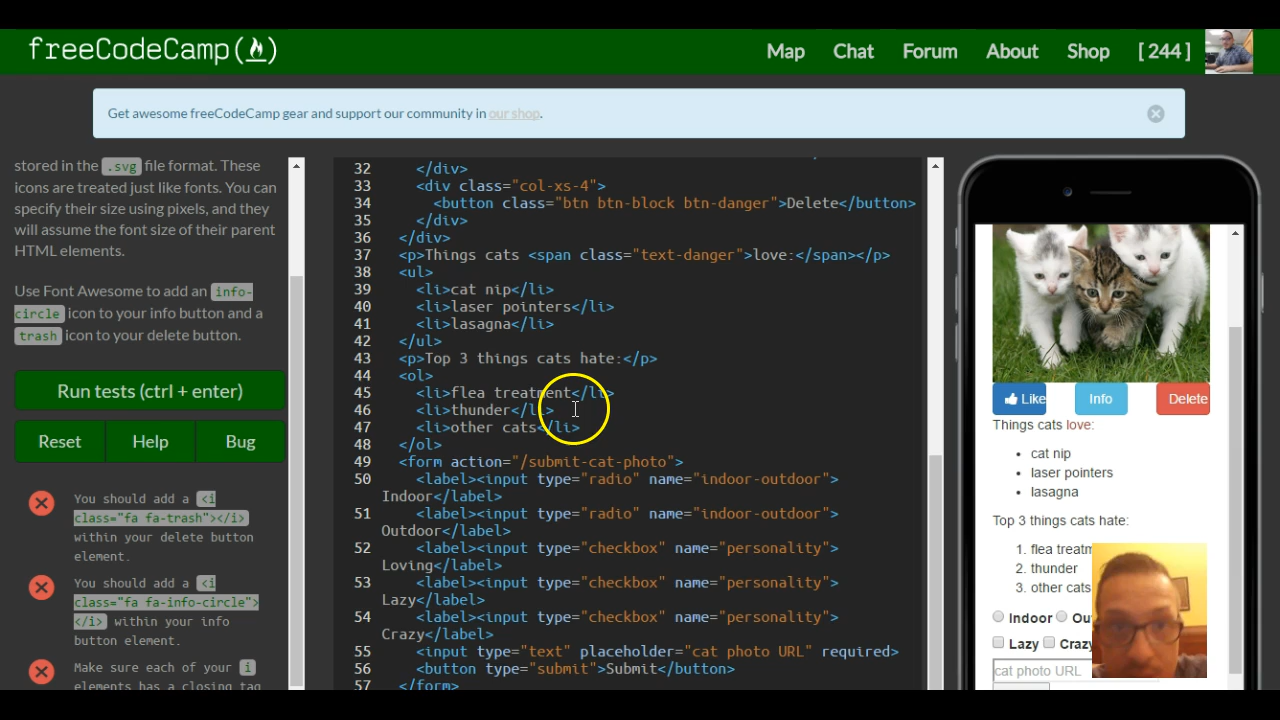 freeCodeCamp
Map Chat Forum About Shop [ 244 ]
Get awesome freeCodeCamp gear and support our community in our shop.
stored in the .svg file format. These
icons are treated just like fonts. You can
specify their size using pixels, and they
will assume the font size of their parent
HTML elements.
Use Font Awesome to add an info-
circle icon to your info button and a
trash icon to your delete button.
Run tests (ctrl + enter)
Reset Help Bug
You should add a <i
class="fa fa-trash"></i>
within your delete button
element.
You should add a <i
class="fa fa-info-circle">
</i> within your info
button element.
Make sure each of your i
elements has a closing tag
32 </div>
33 <div class="col-xs-4">
34 <button class="btn btn-block btn-danger">Delete</button>
35 </div>
36 </div>
37 <p>Things cats <span class="text-danger">love:</span></p>
38 <ul>
39 <li>cat nip</li>
40 <li>laser pointers</li>
41 <li>lasagna</li>
42 </ul>
43 <p>Top 3 things cats hate:</p>
44 <ol>
45 <li>flea treatment</li>
46 <li>thunder</li>
47 <li>other cats</li>
48 </ol>
49 <form action="/submit-cat-photo">
50 <label><input type="radio" name="indoor-outdoor">
Indoor</label>
51 <label><input type="radio" name="indoor-outdoor">
Outdoor</label>
52 <label><input type="checkbox" name="personality">
Loving</label>
53 <label><input type="checkbox" name="personality">
Lazy</label>
54 <label><input type="checkbox" name="personality">
Crazy</label>
55 <input type="text" placeholder="cat photo URL" required>
56 <button type="submit">Submit</button>
57 </form>
Like Info Delete
Things cats love:
• cat nip
• laser pointers
• lasagna
Top 3 things cats hate:
1. flea treatm
2. thunder
3. other cats
Indoor Ou
Lazy Crazy
cat photo URL